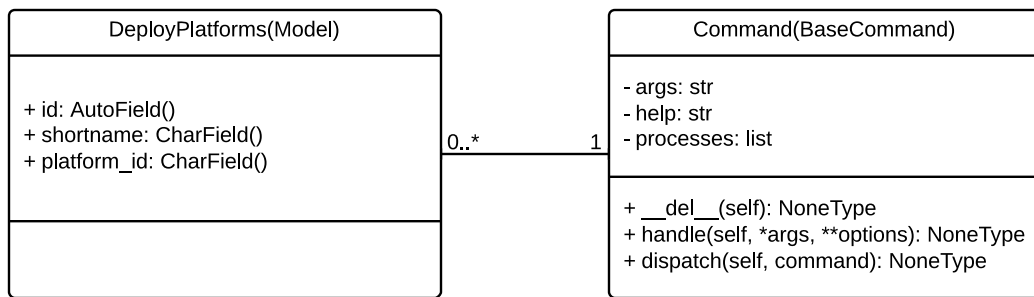 DeployPlatforms(Model)
+ id: AutoField()
+ shortname: CharField()
+ platform_id: CharField()
0..*
1
Command(BaseCommand)
- args: str
- help: str
- processes: list
+ __del__(self): NoneType
+ handle(self, *args, **options): NoneType
+ dispatch(self, command): NoneType